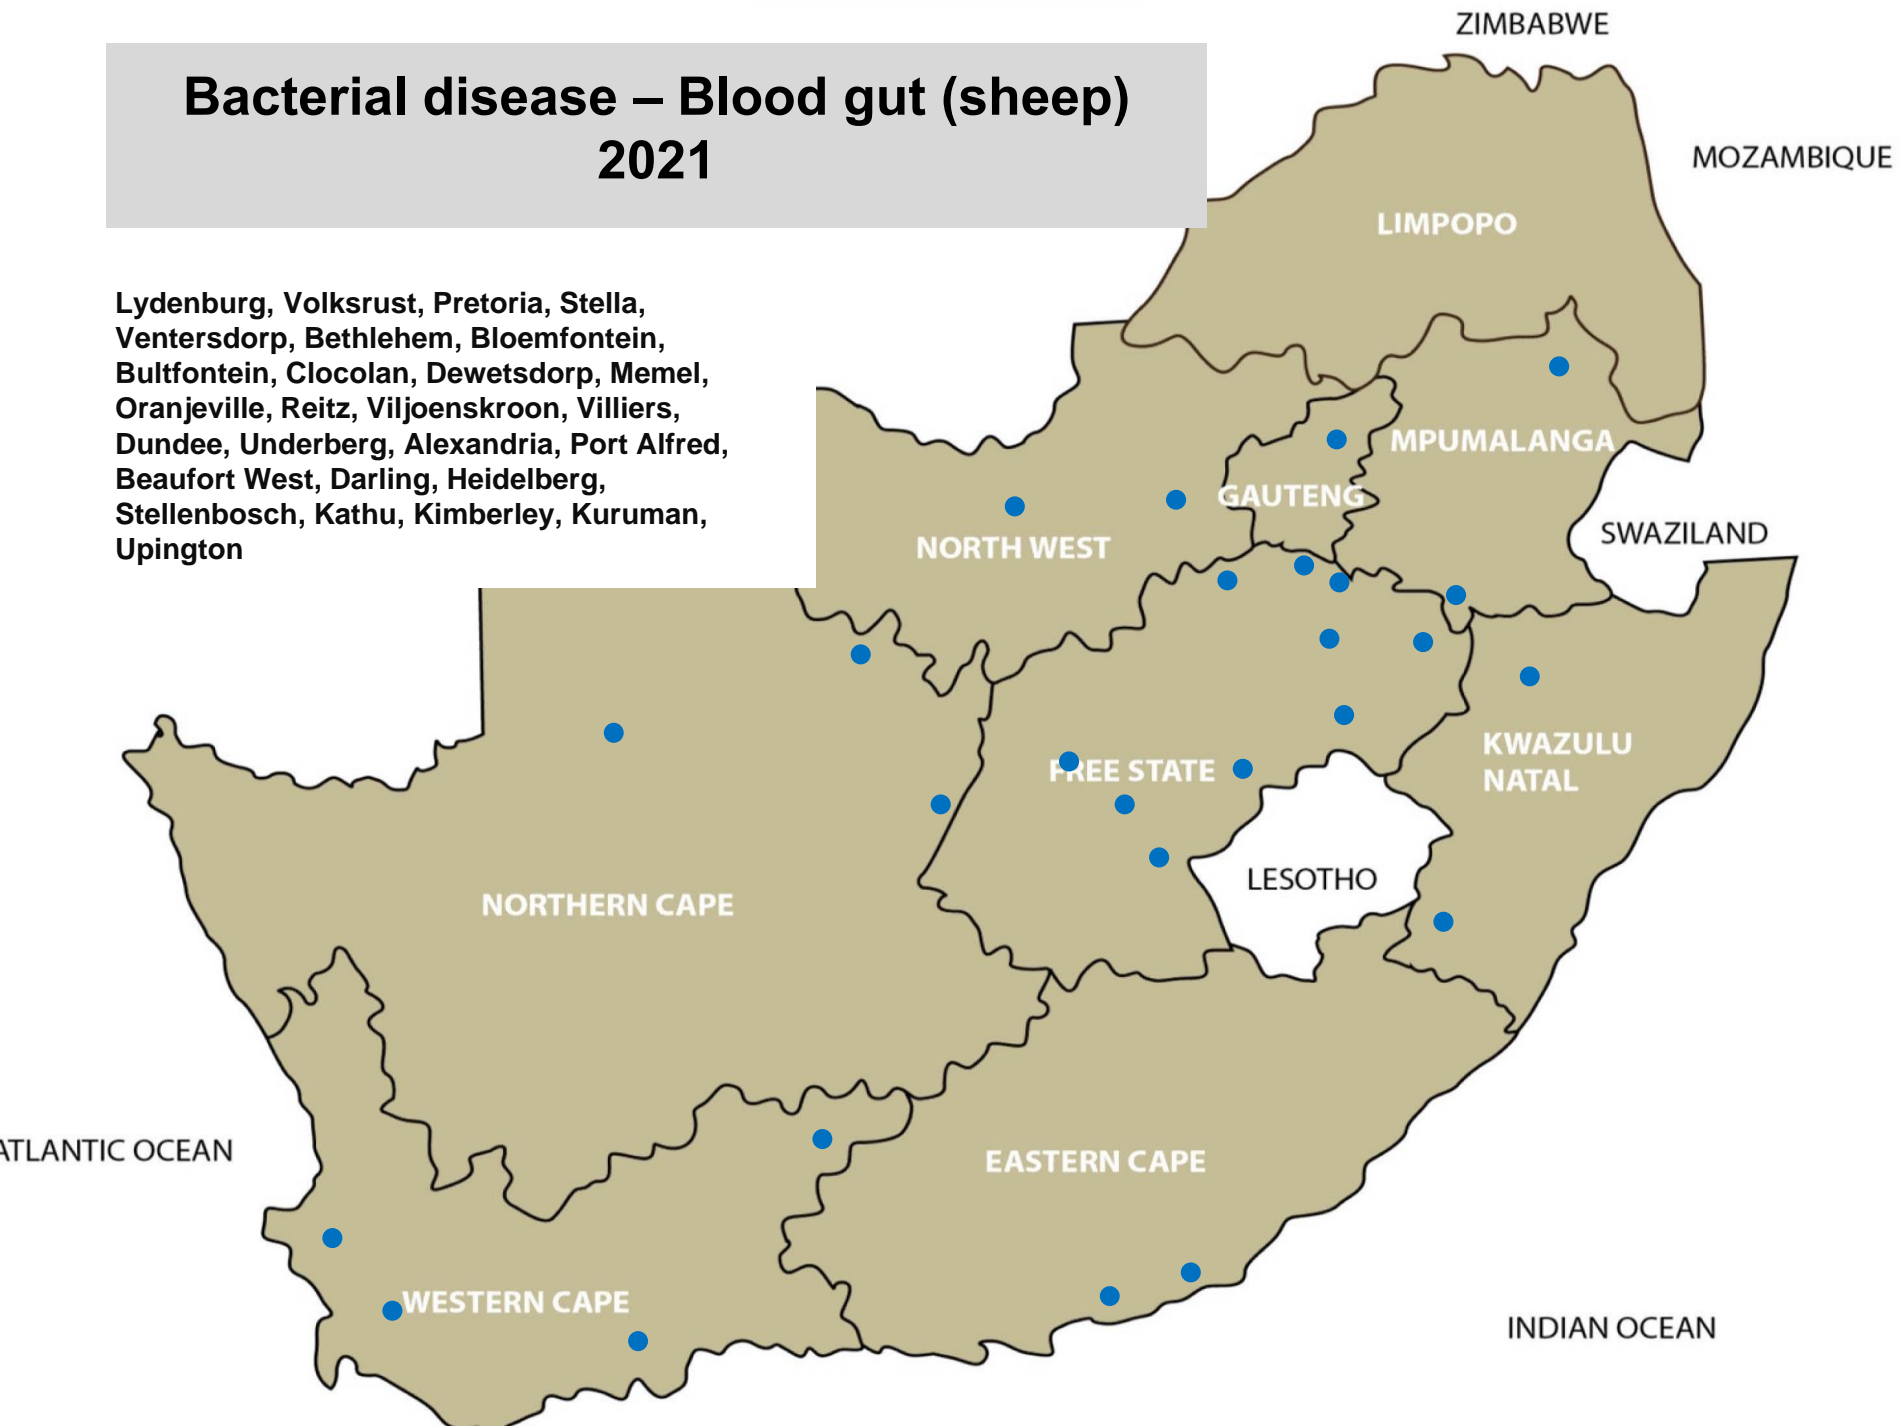 ZIMBABWE
Bacterial disease – Blood gut (sheep)
2021
MOZAMBIQUE
LIMPOPO
Lydenburg, Volksrust, Pretoria, Stella,
Ventersdorp, Bethlehem, Bloemfontein,
Bultfontein, Clocolan, Dewetsdorp, Memel,
Oranjeville, Reitz, Viljoenskroon, Villiers,
Dundee, Underberg, Alexandria, Port Alfred,
Beaufort West, Darling, Heidelberg,
Stellenbosch, Kathu, Kimberley, Kuruman,
Upington
MPUMALANGA
GAUTENG
SWAZILAND
NORTH WEST
KWAZULU
NATAL
FREE STATE
LESOTHO
NORTHERN CAPE
ATLANTIC OCEAN
EASTERN CAPE
WESTERN CAPE
INDIAN OCEAN